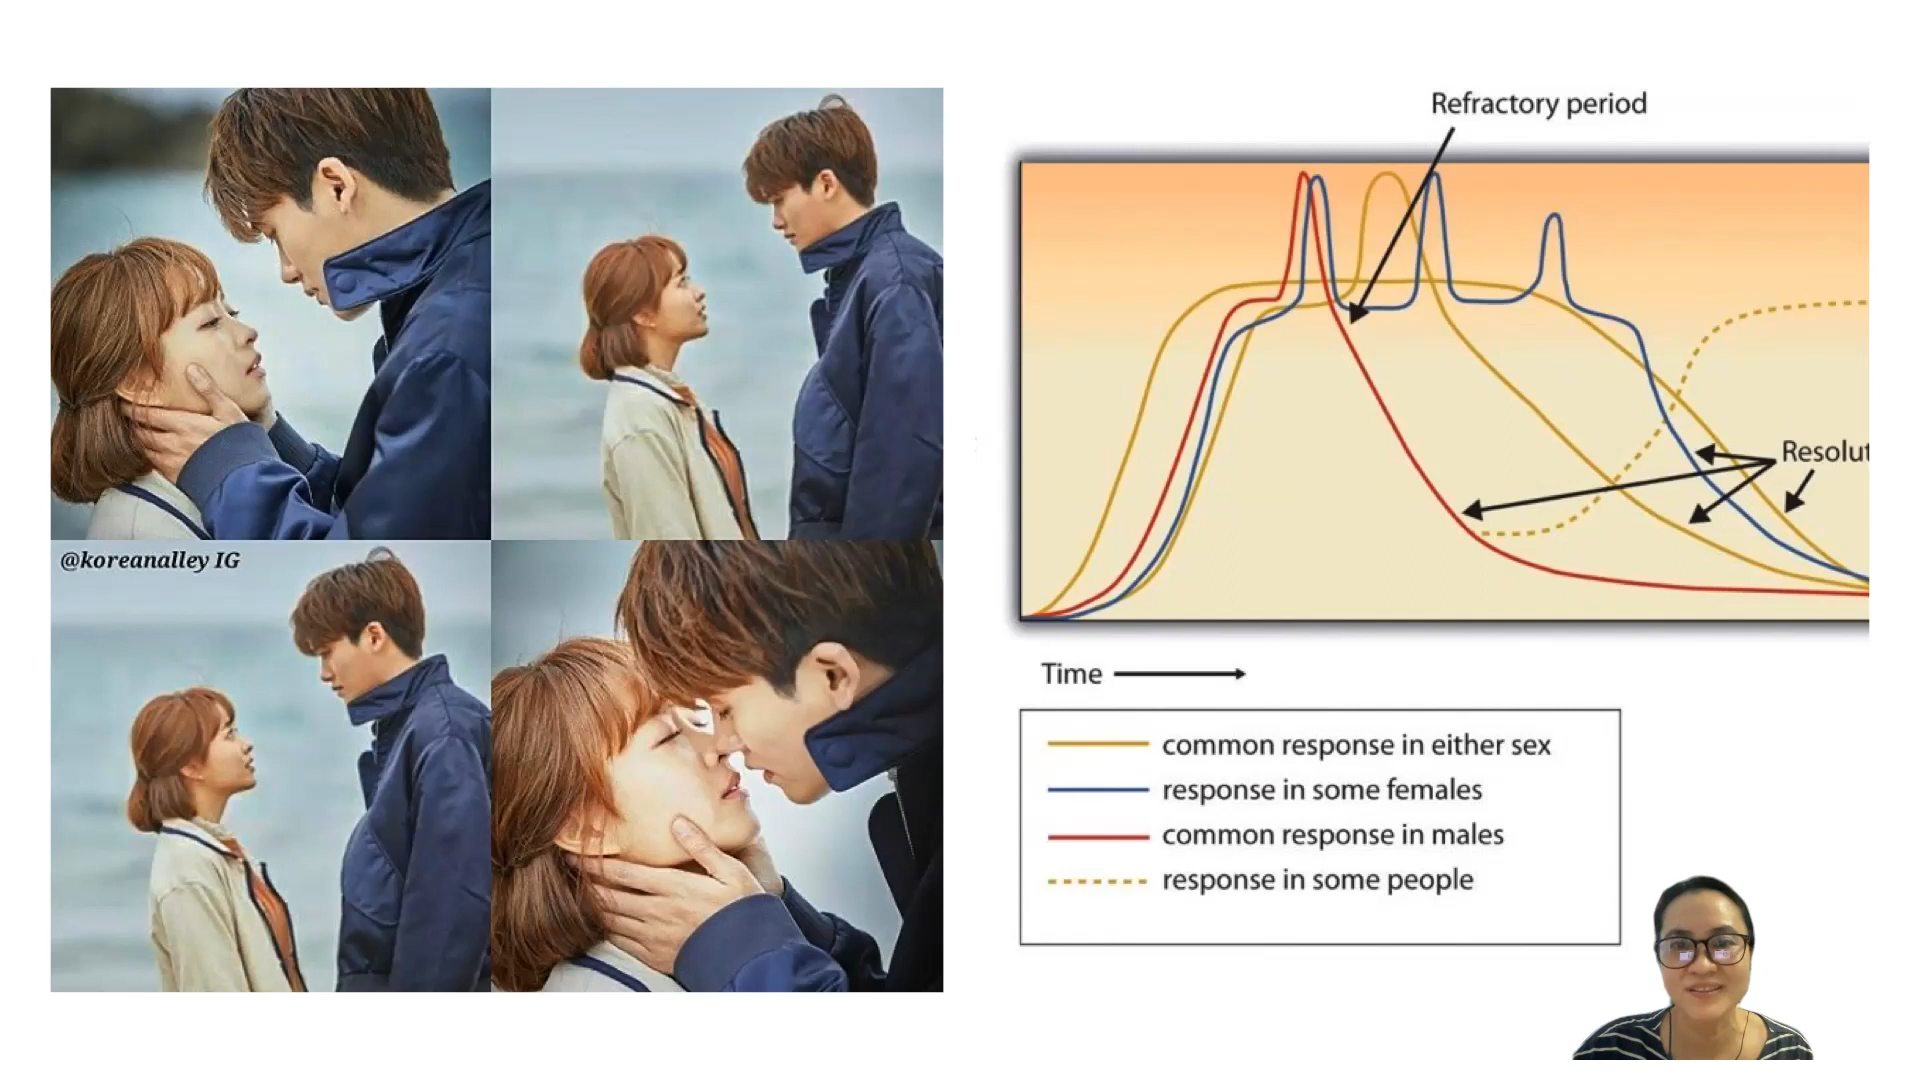 @koreanalley IG
Refractory period
Resolut
Time
common response in either sex
response in some females
common response in males
response in some people